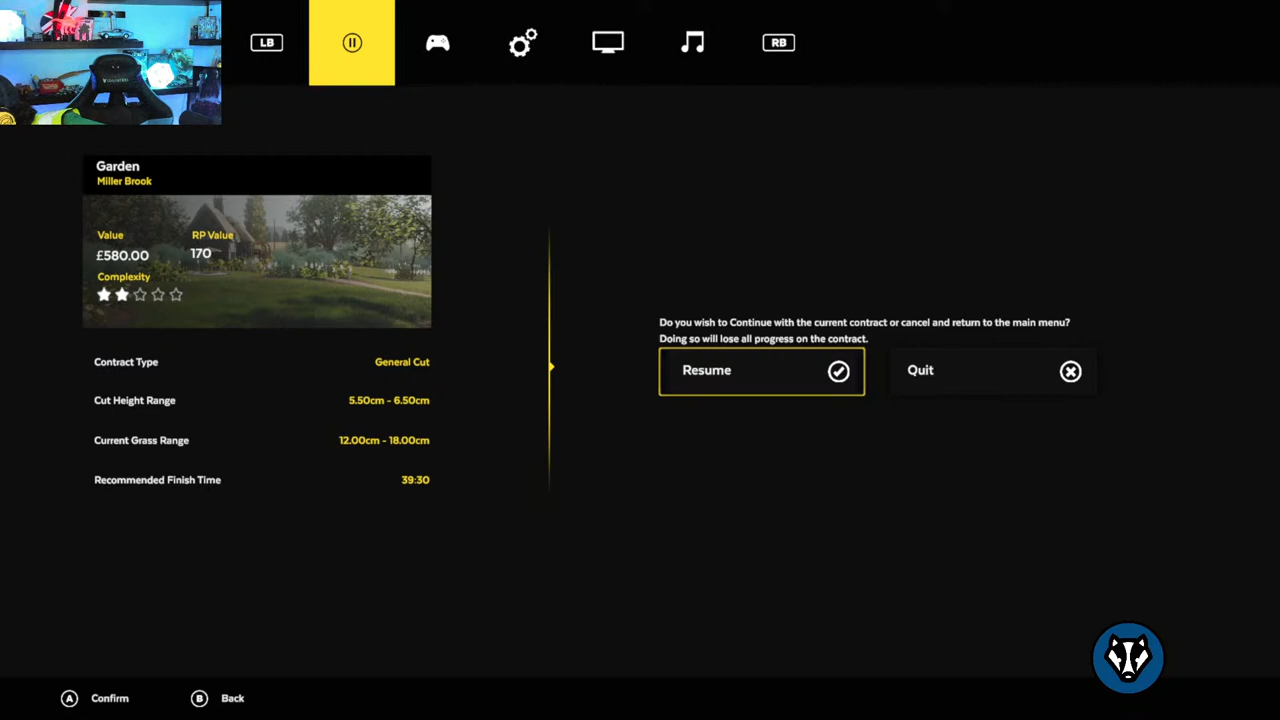 LB
RB
Garden
Miller Brook
Value RP Value
£580.00 170
Complexity
Contract Type General Cut
Cut Height Range 5.50cm - 6.50cm
Current Grass Range 12.00cm - 18.00cm
Recommended Finish Time 39:30
Do you wish to Continue with the current contract or cancel and return to the main menu?
Doing so will lose all progress on the contract.
Resume Quit
A Confirm B Back